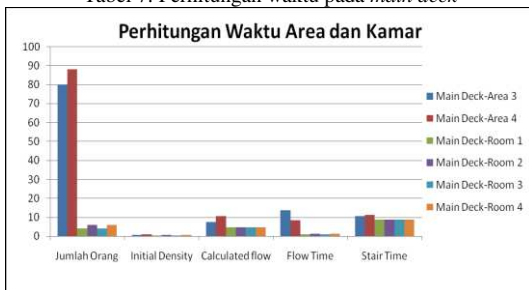 Tabel 7. Perhitungan waktu pada main deck
Perhitungan Waktu Area dan Kamar
100
90
80
70
60
50
40
30
20
10
0
Jumlah Orang Initial Density Calculated flow Flow Time Stair Time
Main Deck-Area 3
Main Deck-Area 4
Main Deck-Room 1
Main Deck-Room 2
Main Deck-Room 3
Main Deck-Room 4